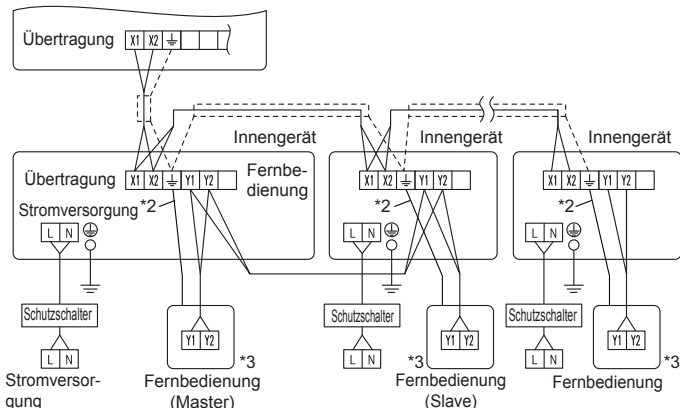 Übertragung
X1 X2
Innengerät
Innengerät
Innengerät
Übertragung
X1 X2 Y1 Y2
Fernbe-
dienung
X1 X2 Y1 Y2
X1 X2 Y1 Y2
Stromversorgung
*2
*2
*2
L N
L N
L N
Schutzschalter
Schutzschalter
Schutzschalter
Y1 Y2
Y1 Y2
Y1 Y2
L N
*3
L N
*3
L N
*3
Stromversor-
gung
Fernbedienung
(Master)
Fernbedienung
(Slave)
Fernbedienung